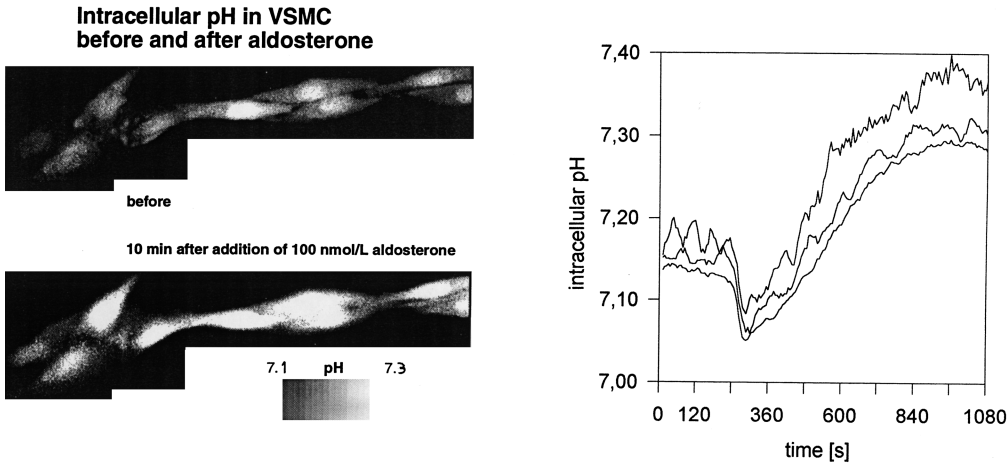 Intracellular pH in VSMC
before and after aldosterone
before
10 min after addition of 100 nmol/L aldosterone
7.1 pH 7.3
7,40
7,30
7,20
7,10
7,00
intracellular pH
0 120 360 600 840 1080
time [s]